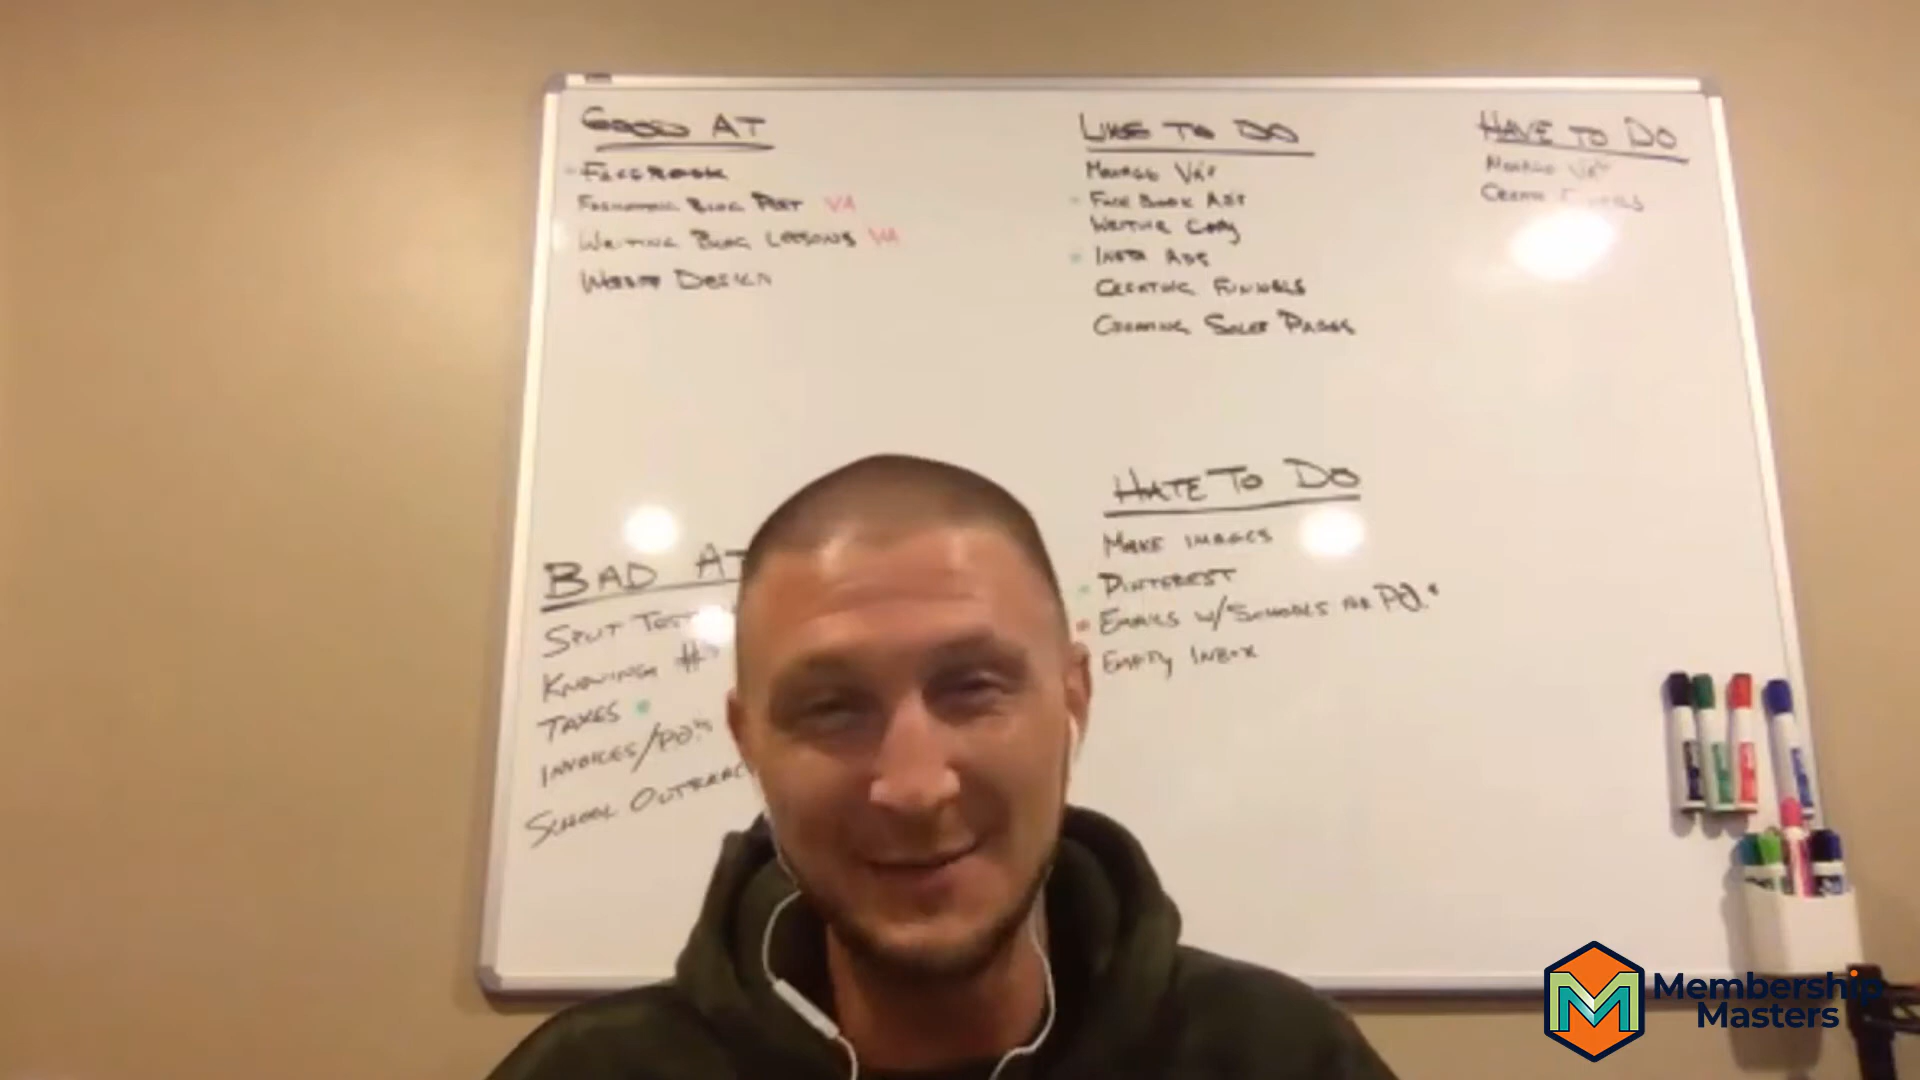 GOOD AT
FACEBOOK
FORMATTING BLOG POST VA
WRITING BLOG LESSONS VA
WEBSITE DESIGN
LIKE TO DO
MANAGE VA'S
FACEBOOK ADS
WRITING COPY
INSTA ADS
CREATING FUNNELS
CREATING SALES PAGES
HAVE TO DO
MANAGE VA'S
CREATE FUNNELS
BAD AT
SPLIT TEST
KNOWING #'S
TAXES
INVOICES/PO's
SCHOOL OUTREAC
HATE TO DO
MAKE IMAGES
PINTEREST
EMAILS W/SCHOOLS FOR PO's
EMPTY INBOX
Membership
Masters